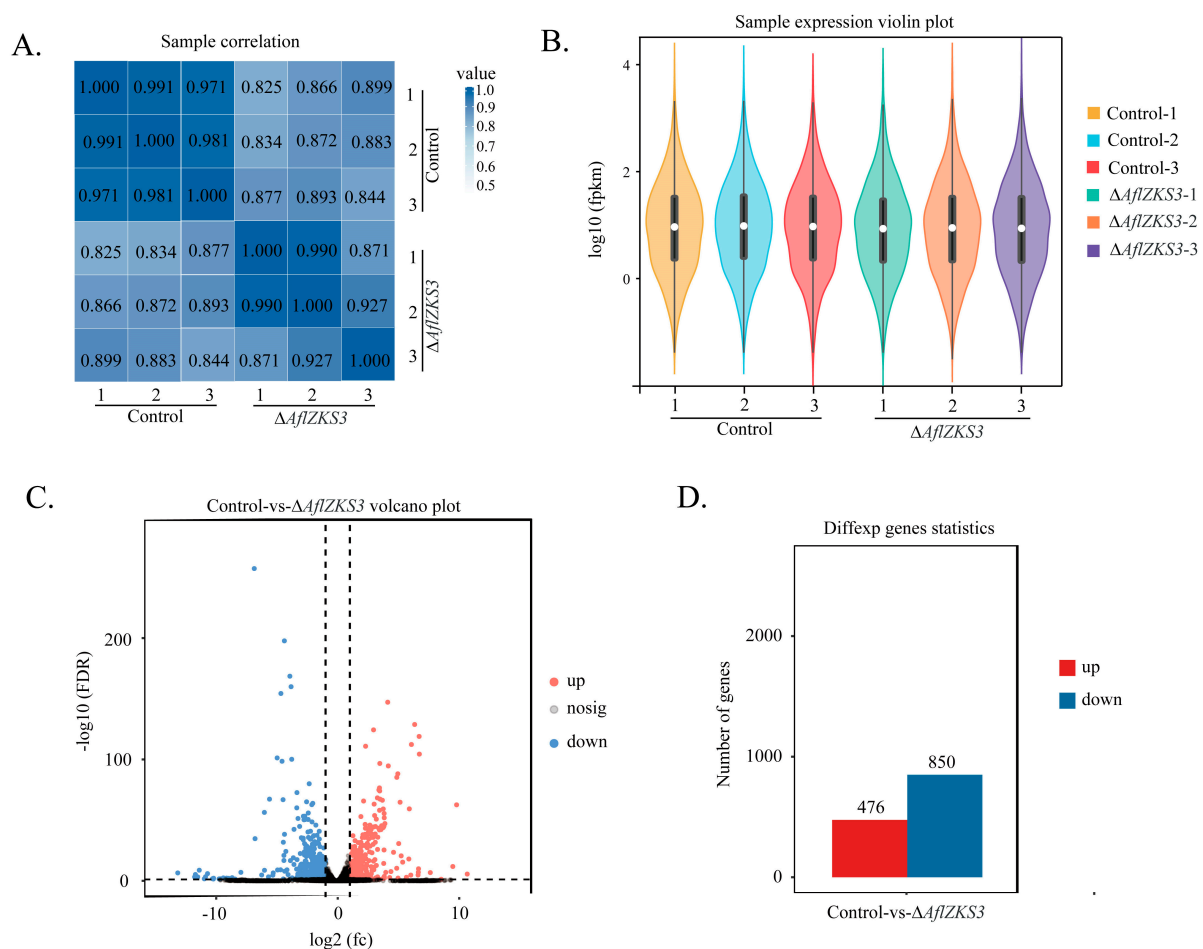 A.
Sample correlation
1.000 0.991 0.971 0.825 0.866 0.899 1
0.991 1.000 0.981 0.834 0.872 0.883 2
0.971 0.981 1.000 0.877 0.893 0.844 3
Control
0.825 0.834 0.877 1.000 0.990 0.871 1
0.866 0.872 0.893 0.990 1.000 0.927 2
0.899 0.883 0.844 0.871 0.927 1.000 3
ΔAflZKS3
1 2 3 1 2 3
Control ΔAflZKS3
value
1.0
0.9
0.8
0.7
0.6
0.5
B.
Sample expression violin plot
log10 (fpkm)
4
2
0
1 2 3 1 2 3
Control ΔAflZKS3
Control-1
Control-2
Control-3
ΔAflZKS3-1
ΔAflZKS3-2
ΔAflZKS3-3
C.
Control-vs-ΔAflZKS3 volcano plot
-log10 (FDR)
200
100
0
-10 0 10
log2 (fc)
up
nosig
down
D.
Diffexp genes statistics
Number of genes
2000
1000
0
476
850
Control-vs-ΔAflZKS3
up
down